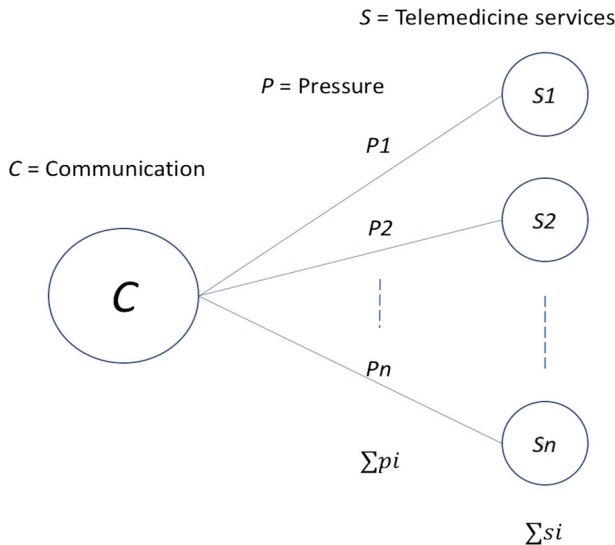 S = Telemedicine services
S1
P = Pressure
P1
C = Communication
S2
P2
C
Pn
Sn
∑pi
∑si